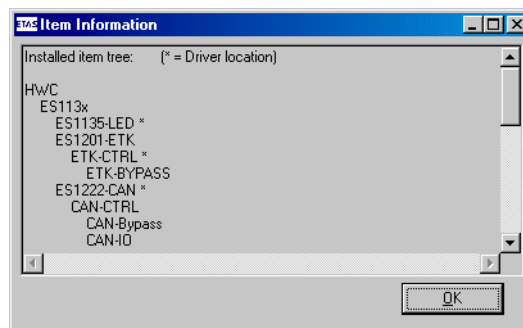 ETAS Item Information
Installed item tree: (* = Driver location)
HWC
ES113x
ES1135-LED *
ES1201-ETK
ETK-CTRL *
ETK-BYPASS
ES1222-CAN *
CAN-CTRL
CAN-Bypass
CAN-IO
OK